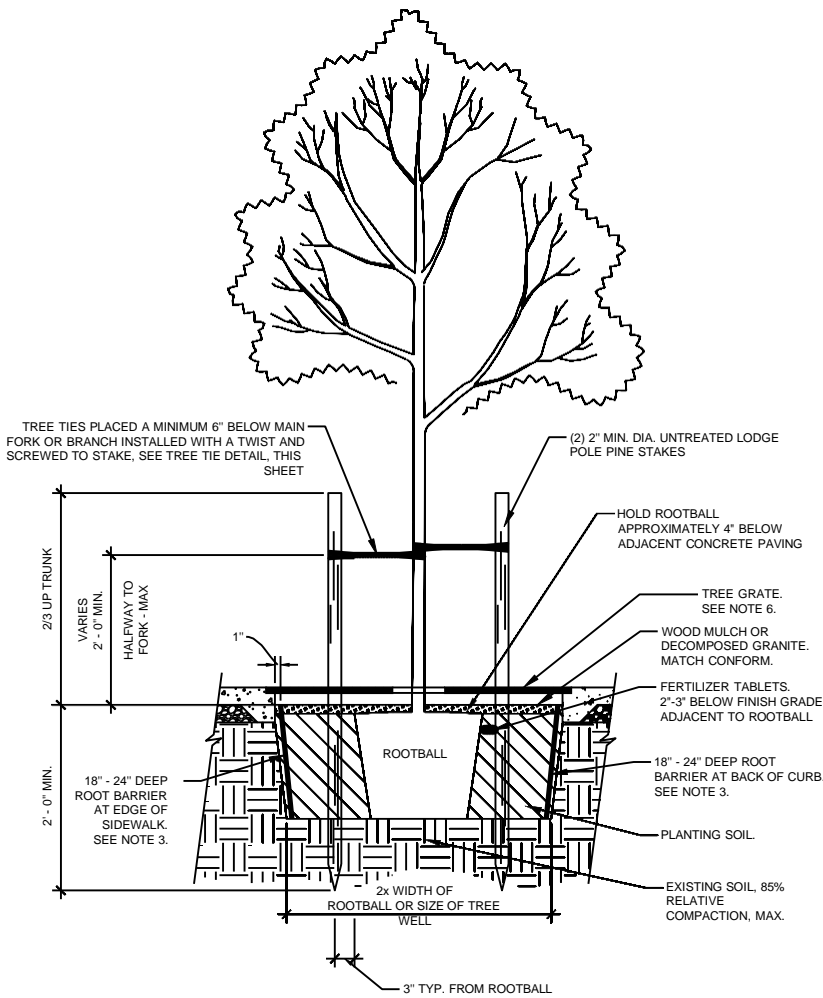 TREE TIES PLACED A MINIMUM 6" BELOW MAIN
FORK OR BRANCH INSTALLED WITH A TWIST AND
SCREWED TO STAKE, SEE TREE TIE DETAIL, THIS
SHEET
(2) 2" MIN. DIA. UNTREATED LODGE
POLE PINE STAKES
HOLD ROOTBALL
APPROXIMATELY 4" BELOW
ADJACENT CONCRETE PAVING
2/3 UP TRUNK
VARIES
2' - 0" MIN.
HALFWAY TO
FORK - MAX
1"
TREE GRATE.
SEE NOTE 6.
WOOD MULCH OR
DECOMPOSED GRANITE.
MATCH CONFORM.
FERTILIZER TABLETS.
2"-3" BELOW FINISH GRADE
ADJACENT TO ROOTBALL
ROOTBALL
2' - 0" MIN.
18" - 24" DEEP
ROOT BARRIER
AT EDGE OF
SIDEWALK.
SEE NOTE 3.
18" - 24" DEEP ROOT
BARRIER AT BACK OF CURB.
SEE NOTE 3.
PLANTING SOIL.
EXISTING SOIL, 85%
RELATIVE
COMPACTION, MAX.
2x WIDTH OF
ROOTBALL OR SIZE OF TREE
WELL
3" TYP. FROM ROOTBALL